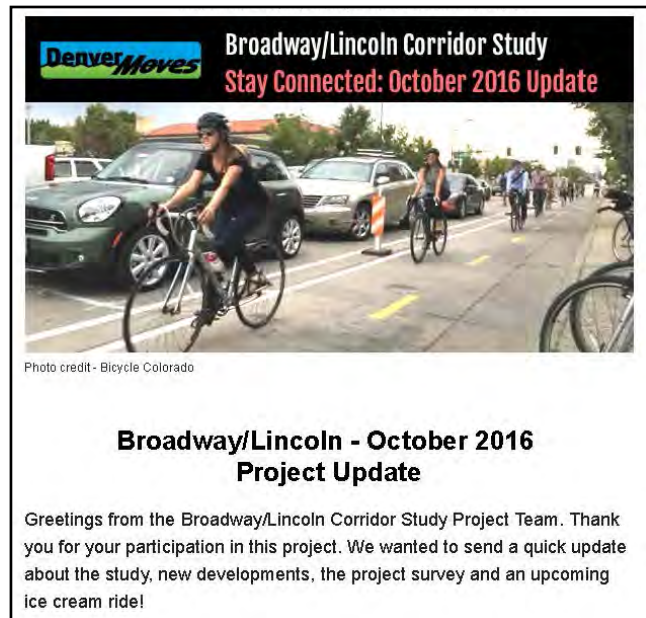 DenverMoves
Broadway/Lincoln Corridor Study
Stay Connected: October 2016 Update
Photo credit - Bicycle Colorado
Broadway/Lincoln - October 2016
Project Update
Greetings from the Broadway/Lincoln Corridor Study Project Team. Thank
you for your participation in this project. We wanted to send a quick update
about the study, new developments, the project survey and an upcoming
ice cream ride!